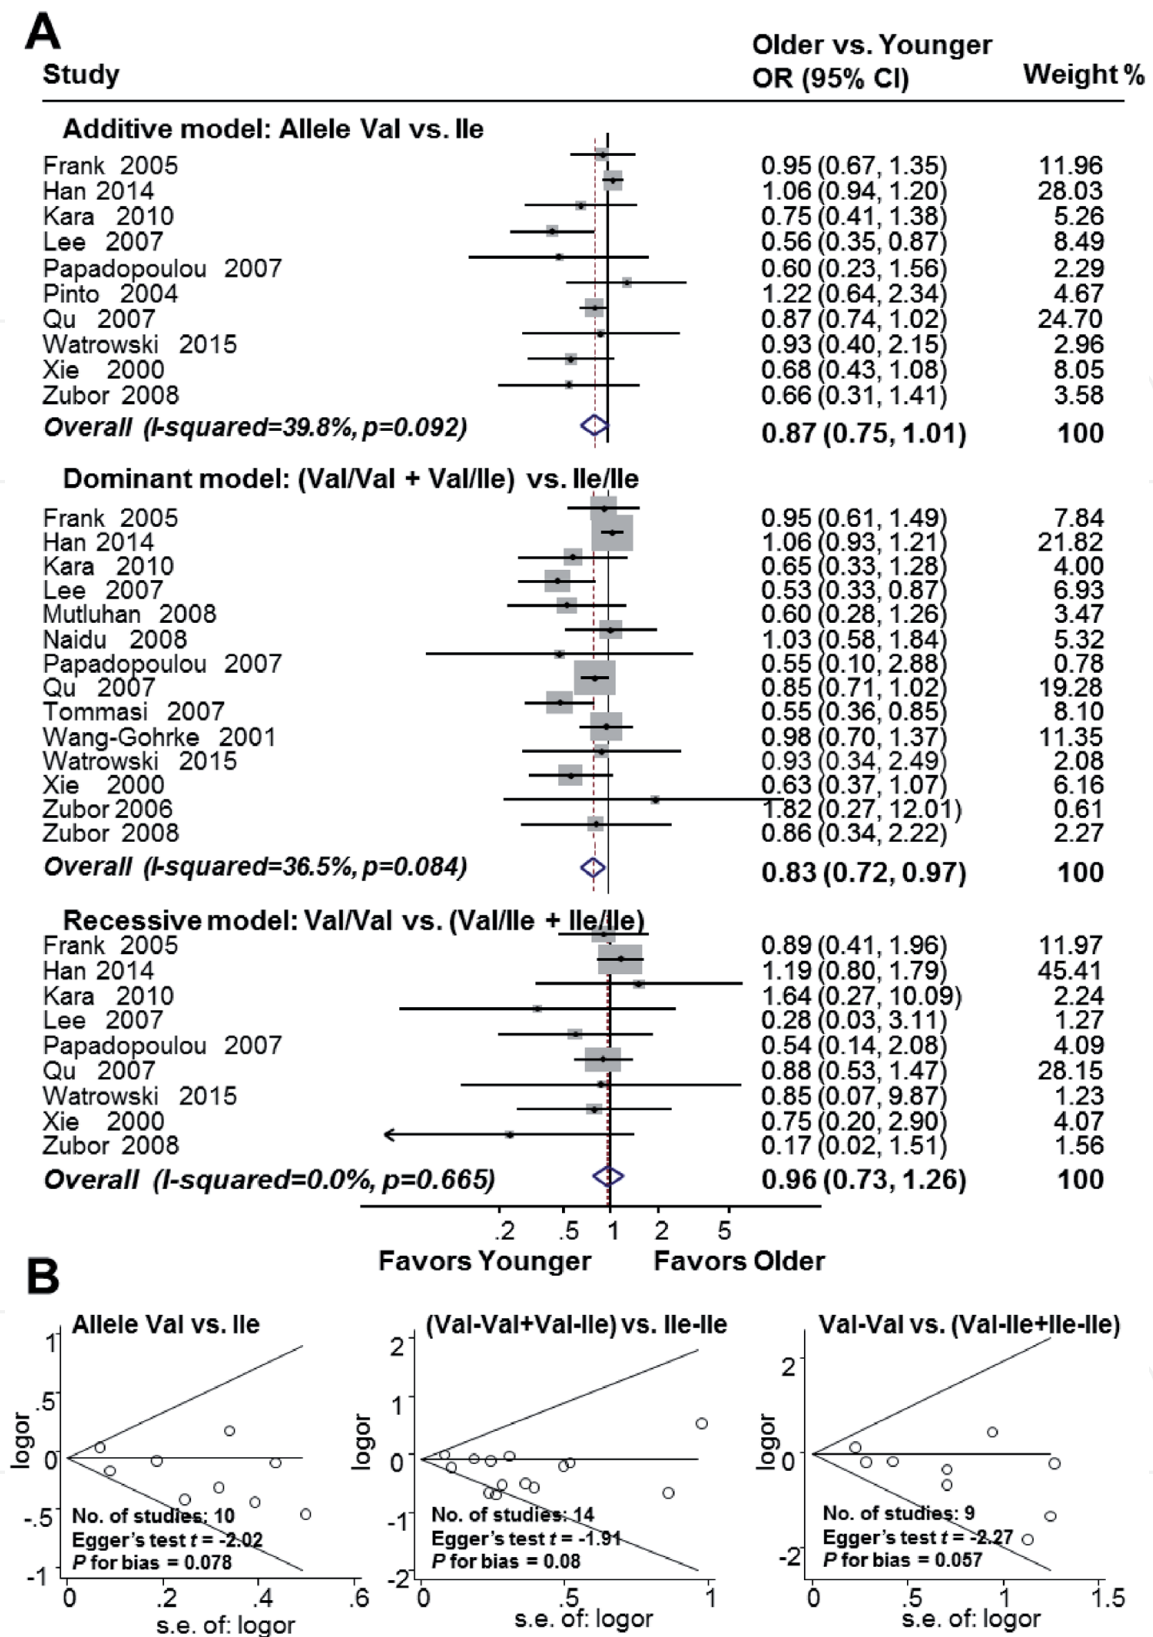 A
Older vs. Younger
Study OR (95% CI) Weight %
Additive model: Allele Val vs. Ile
Frank 2005 0.95 (0.67, 1.35) 11.96
Han 2014 1.06 (0.94, 1.20) 28.03
Kara 2010 0.75 (0.41, 1.38) 5.26
Lee 2007 0.56 (0.35, 0.87) 8.49
Papadopoulou 2007 0.60 (0.23, 1.56) 2.29
Pinto 2004 1.22 (0.64, 2.34) 4.67
Qu 2007 0.87 (0.74, 1.02) 24.70
Watrowski 2015 0.93 (0.40, 2.15) 2.96
Xie 2000 0.68 (0.43, 1.08) 8.05
Zubor 2008 0.66 (0.31, 1.41) 3.58
Overall (I-squared=39.8%, p=0.092) 0.87 (0.75, 1.01) 100
Dominant model: (Val/Val + Val/Ile) vs. Ile/Ile
Frank 2005 0.95 (0.61, 1.49) 7.84
Han 2014 1.06 (0.93, 1.21) 21.82
Kara 2010 0.65 (0.33, 1.28) 4.00
Lee 2007 0.53 (0.33, 0.87) 6.93
Mutluhan 2008 0.60 (0.28, 1.26) 3.47
Naidu 2008 1.03 (0.58, 1.84) 5.32
Papadopoulou 2007 0.55 (0.10, 2.88) 0.78
Qu 2007 0.85 (0.71, 1.02) 19.28
Tommasi 2007 0.55 (0.36, 0.85) 8.10
Wang-Gohrke 2001 0.98 (0.70, 1.37) 11.35
Watrowski 2015 0.93 (0.34, 2.49) 2.08
Xie 2000 0.63 (0.37, 1.07) 6.16
Zubor 2006 1.82 (0.27, 12.01) 0.61
Zubor 2008 0.86 (0.34, 2.22) 2.27
Overall (I-squared=36.5%, p=0.084) 0.83 (0.72, 0.97) 100
Recessive model: Val/Val vs. (Val/Ile + Ile/Ile)
Frank 2005 0.89 (0.41, 1.96) 11.97
Han 2014 1.19 (0.80, 1.79) 45.41
Kara 2010 1.64 (0.27, 10.09) 2.24
Lee 2007 0.28 (0.03, 3.11) 1.27
Papadopoulou 2007 0.54 (0.14, 2.08) 4.09
Qu 2007 0.88 (0.53, 1.47) 28.15
Watrowski 2015 0.85 (0.07, 9.87) 1.23
Xie 2000 0.75 (0.20, 2.90) 4.07
Zubor 2008 0.17 (0.02, 1.51) 1.56
Overall (I-squared=0.0%, p=0.665) 0.96 (0.73, 1.26) 100
.2 .5 1 2 5
Favors Younger Favors Older
B
Allele Val vs. Ile
1
.5
0
-.5
-1
logor
No. of studies: 10
Egger's test t = -2.02
P for bias = 0.078
0 .2 .4 .6
s.e. of: logor
(Val-Val+Val-Ile) vs. Ile-Ile
2
1
0
-1
-2
logor
No. of studies: 14
Egger's test t = -1.91
P for bias = 0.08
0 .5 1
s.e. of: logor
Val-Val vs. (Val-Ile+Ile-Ile)
2
0
-2
logor
No. of studies: 9
Egger's test t = -2.27
P for bias = 0.057
0 .5 1 1.5
s.e. of: logor